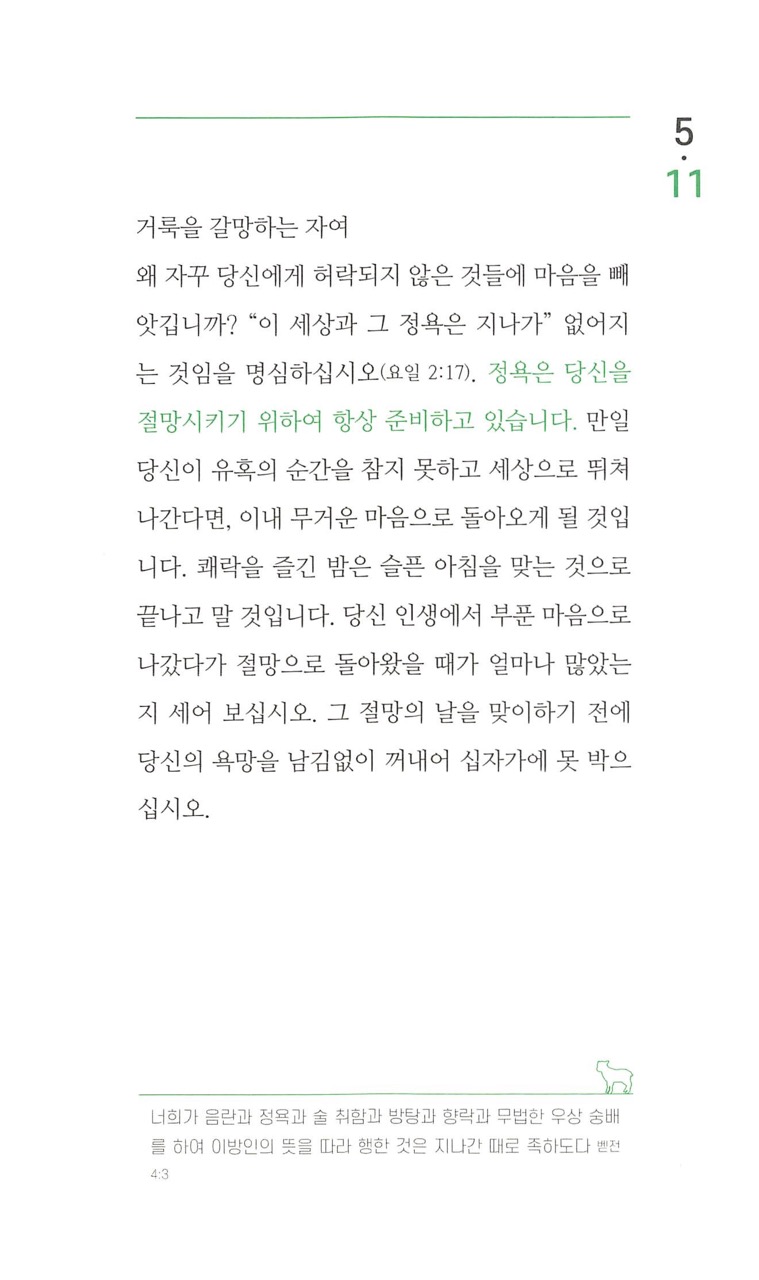 5
·
11
거룩을 갈망하는 자여
왜 자꾸 당신에게 허락되지 않은 것들에 마음을 빼
앗깁니까? “이 세상과 그 정욕은 지나가” 없어지
는 것임을 명심하십시오(요일 2:17). 정욕은 당신을
절망시키기 위하여 항상 준비하고 있습니다. 만일
당신이 유혹의 순간을 참지 못하고 세상으로 뛰쳐
나간다면, 이내 무거운 마음으로 돌아오게 될 것입
니다. 쾌락을 즐긴 밤은 슬픈 아침을 맞는 것으로
끝나고 말 것입니다. 당신 인생에서 부푼 마음으로
나갔다가 절망으로 돌아왔을 때가 얼마나 많았는
지 세어 보십시오. 그 절망의 날을 맞이하기 전에
당신의 욕망을 남김없이 꺼내어 십자가에 못 박으
십시오.
너희가 음란과 정욕과 술 취함과 방탕과 향락과 무법한 우상 숭배
를 하여 이방인의 뜻을 따라 행한 것은 지나간 때로 족하도다 벧전
4:3